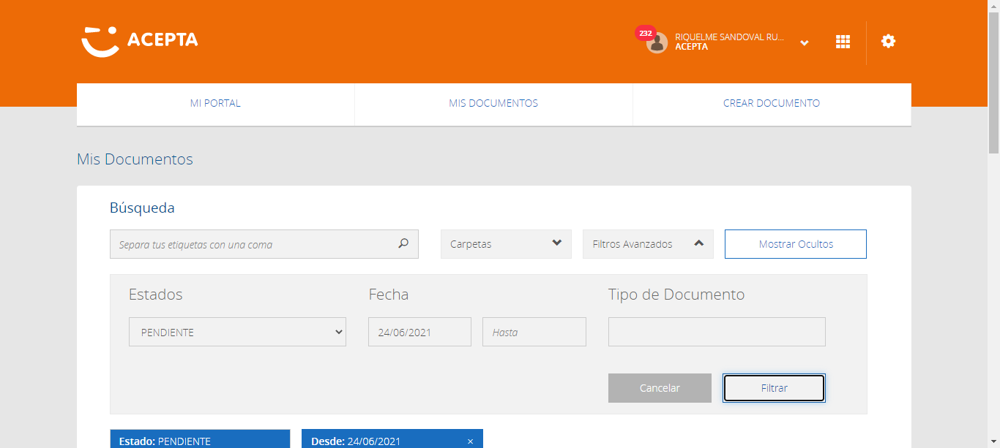 ACEPTA
232
RIQUELME SANDOVAL RU...
ACEPTA
MI PORTAL
MIS DOCUMENTOS
CREAR DOCUMENTO
Mis Documentos
Búsqueda
Separa tus etiquetas con una coma
Carpetas
Filtros Avanzados
Mostrar Ocultos
Estados
Fecha
Tipo de Documento
PENDIENTE
24/06/2021
Hasta
Cancelar
Filtrar
Estado: PENDIENTE
Desde: 24/06/2021 ×